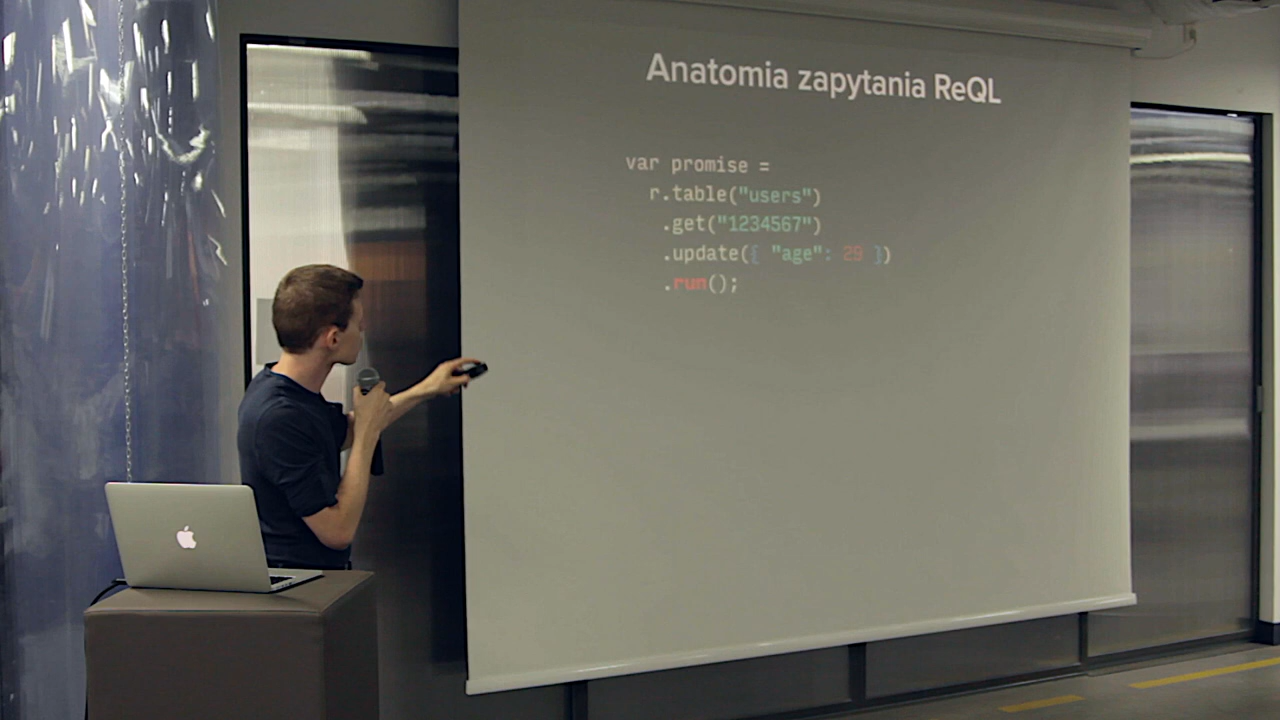 Anatomia zapytania ReQL
var promise =
r.table("users")
.get("1234567")
.update({ "age": 29 })
.run();